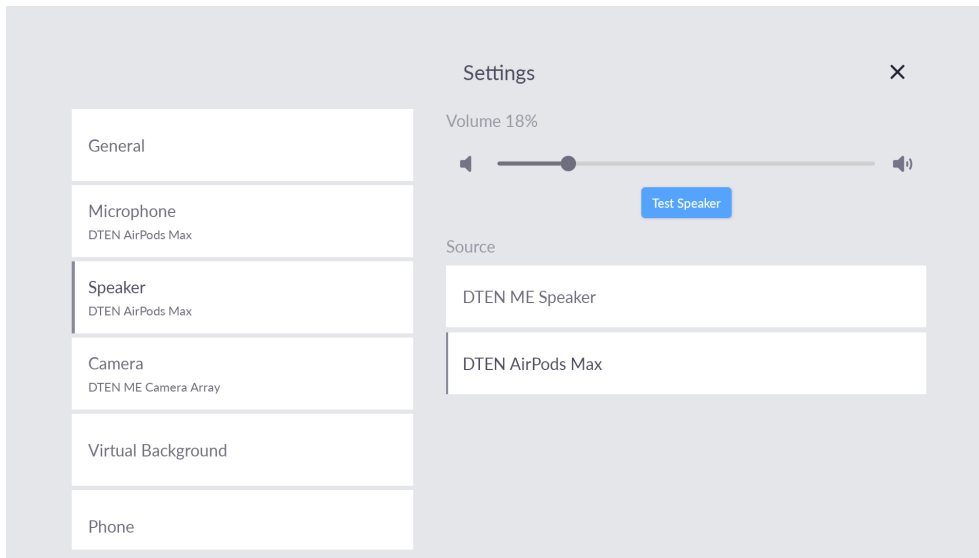 Settings
General
Microphone
DTEN AirPods Max
Speaker
DTEN AirPods Max
Camera
DTEN ME Camera Array
Virtual Background
Phone
Volume 18%
Test Speaker
Source
DTEN ME Speaker
DTEN AirPods Max